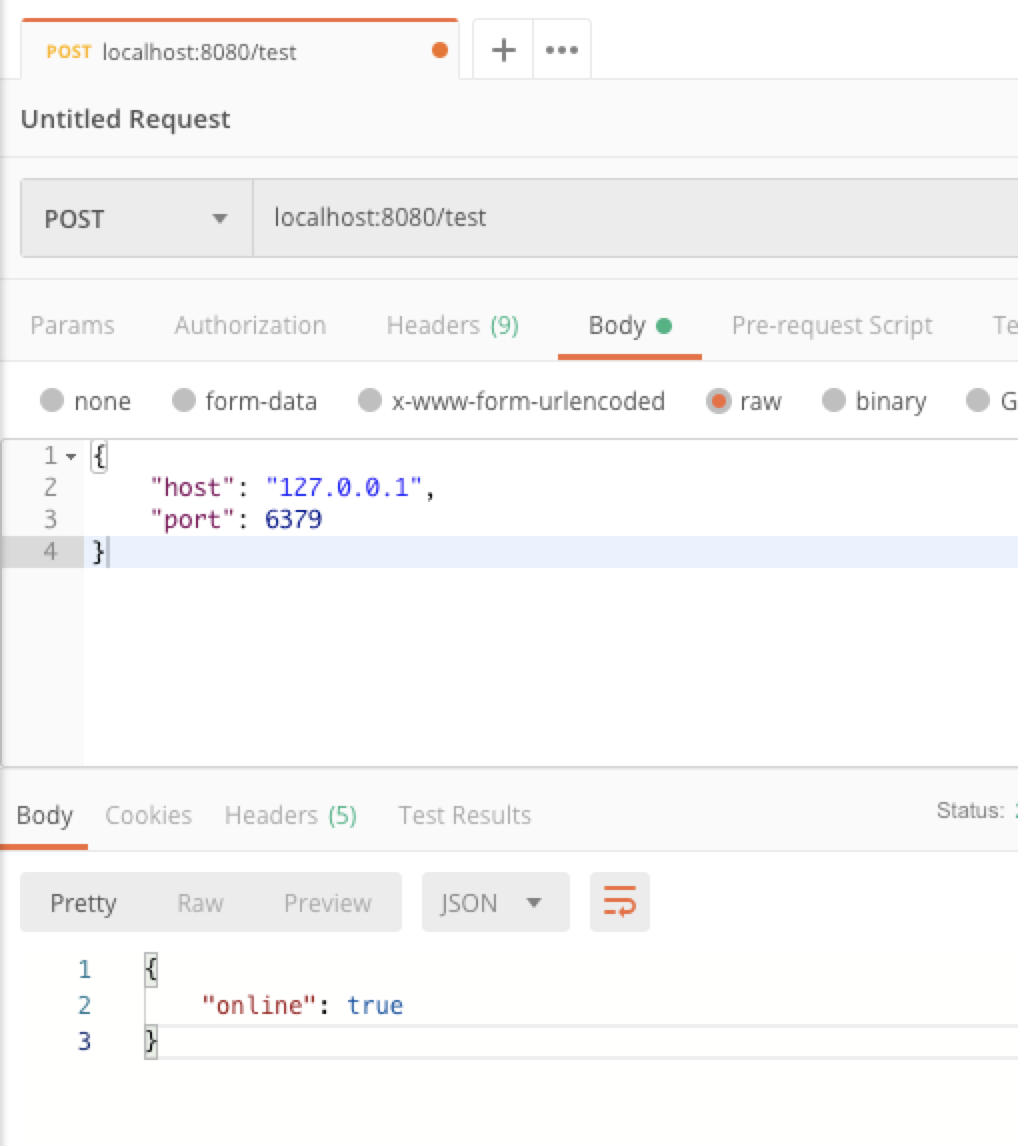 POST localhost:8080/test + •••
Untitled Request
POST localhost:8080/test
Params Authorization Headers (9) Body Pre-request Script Te
none form-data x-www-form-urlencoded raw binary G
1 {
2 "host": "127.0.0.1",
3 "port": 6379
4 }
Body Cookies Headers (5) Test Results Status: 2
Pretty Raw Preview JSON
1 {
2 "online": true
3 }